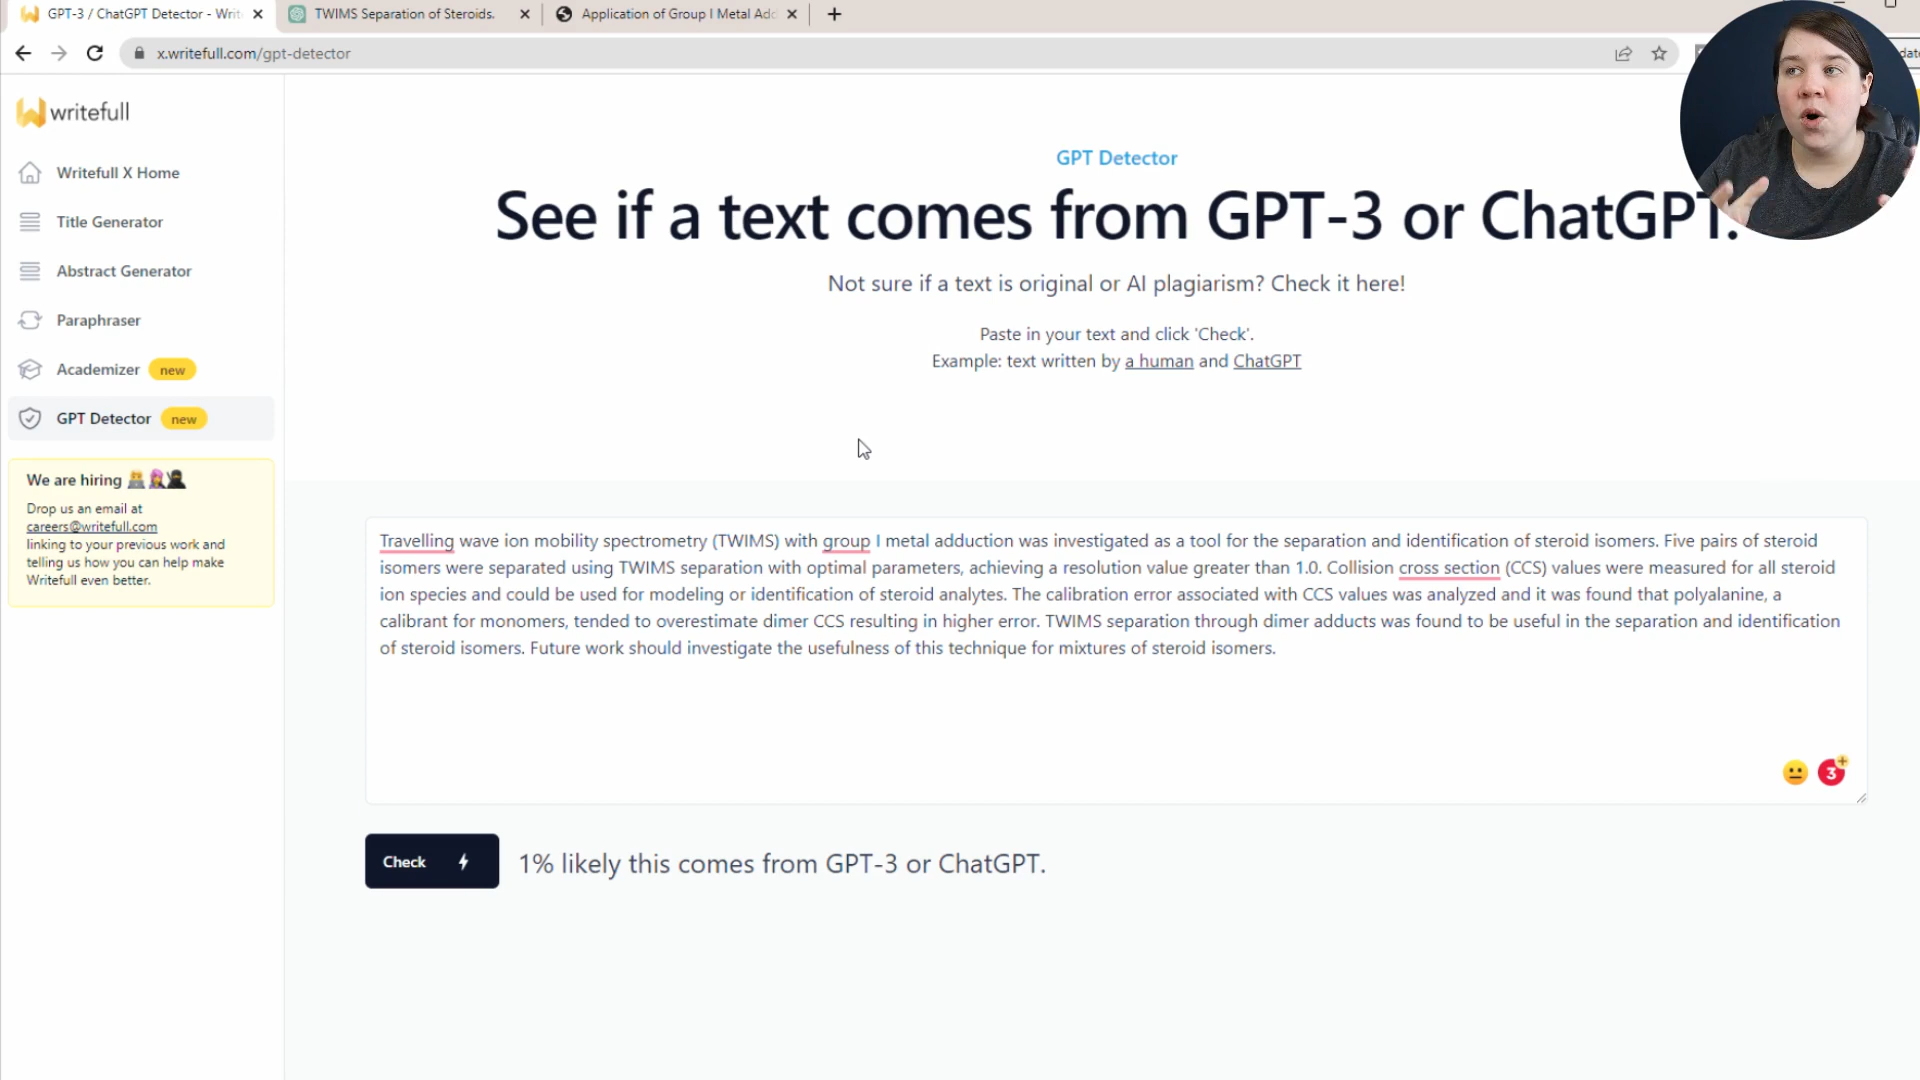 GPT-3 / ChatGPT Detector - Writ
TWIMS Separation of Steroids.
Application of Group I Metal Add
x.writefull.com/gpt-detector
writefull
Writefull X Home
Title Generator
Abstract Generator
Paraphraser
Academizer new
GPT Detector new
We are hiring
Drop us an email at
careers@writefull.com
linking to your previous work and
telling us how you can help make
Writefull even better.
GPT Detector
See if a text comes from GPT-3 or ChatGPT.
Not sure if a text is original or AI plagiarism? Check it here!
Paste in your text and click 'Check'.
Example: text written by a human and ChatGPT
Travelling wave ion mobility spectrometry (TWIMS) with group I metal adduction was investigated as a tool for the separation and identification of steroid isomers. Five pairs of steroid
isomers were separated using TWIMS separation with optimal parameters, achieving a resolution value greater than 1.0. Collision cross section (CCS) values were measured for all steroid
ion species and could be used for modeling or identification of steroid analytes. The calibration error associated with CCS values was analyzed and it was found that polyalanine, a
calibrant for monomers, tended to overestimate dimer CCS resulting in higher error. TWIMS separation through dimer adducts was found to be useful in the separation and identification
of steroid isomers. Future work should investigate the usefulness of this technique for mixtures of steroid isomers.
3
Check
1% likely this comes from GPT-3 or ChatGPT.